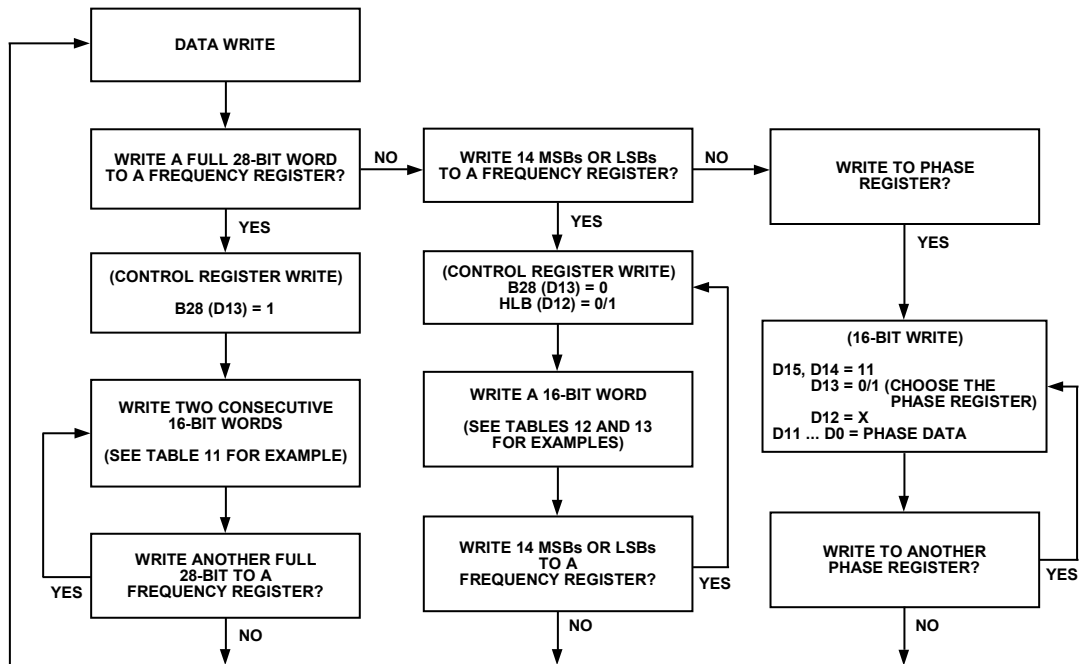 DATA WRITE
WRITE A FULL 28-BIT WORD
TO A FREQUENCY REGISTER?
NO
WRITE 14 MSBs OR LSBs
TO A FREQUENCY REGISTER?
NO
WRITE TO PHASE
REGISTER?
YES
YES
YES
(CONTROL REGISTER WRITE)
B28 (D13) = 1
(CONTROL REGISTER WRITE)
B28 (D13) = 0
HLB (D12) = 0/1
(16-BIT WRITE)
D15, D14 = 11
D13 = 0/1 (CHOOSE THE
PHASE REGISTER)
D12 = X
D11 ... D0 = PHASE DATA
WRITE TWO CONSECUTIVE
16-BIT WORDS
(SEE TABLE 11 FOR EXAMPLE)
WRITE A 16-BIT WORD
(SEE TABLES 12 AND 13
FOR EXAMPLES)
WRITE ANOTHER FULL
28-BIT TO A
FREQUENCY REGISTER?
YES
NO
WRITE 14 MSBs OR LSBs
TO A
FREQUENCY REGISTER?
YES
NO
WRITE TO ANOTHER
PHASE REGISTER?
YES
NO